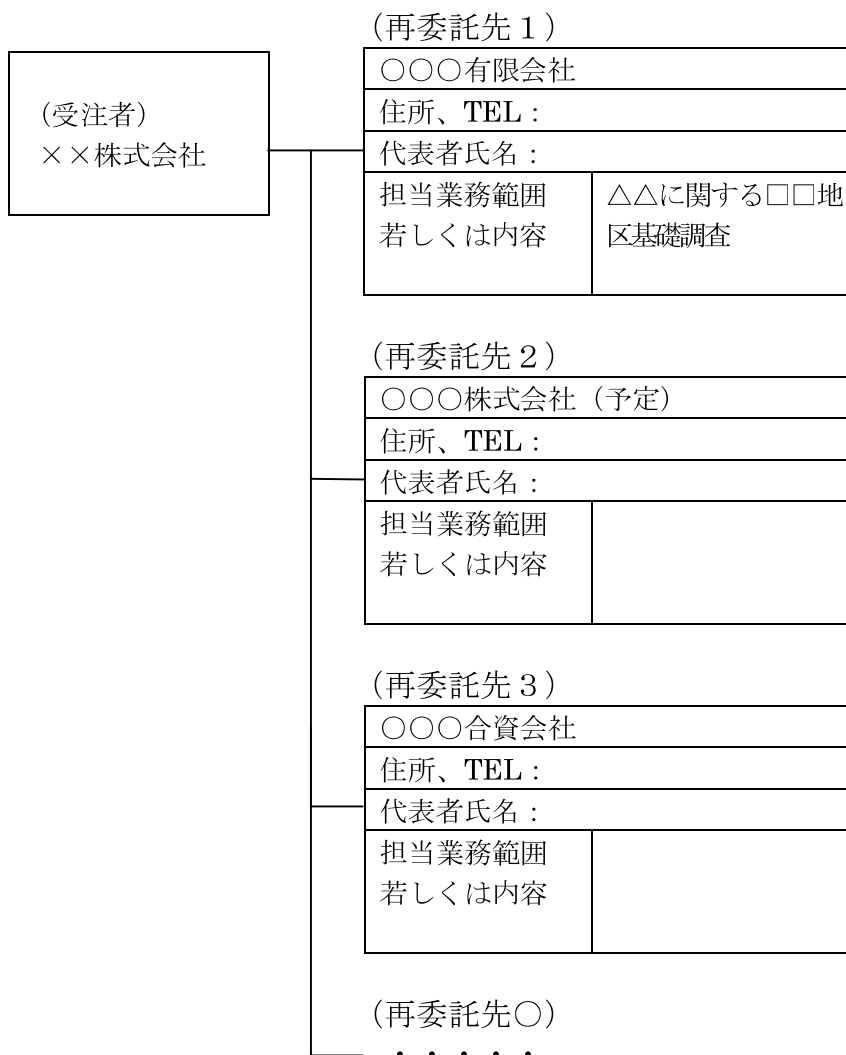 (受注者)
××株式会社
(再委託先１)
○○○有限会社
住所、TEL：
代表者氏名：
担当業務範囲
若しくは内容
△△に関する□□地
区基礎調査
(再委託先２)
○○○株式会社（予定）
住所、TEL：
代表者氏名：
担当業務範囲
若しくは内容
(再委託先３)
○○○合資会社
住所、TEL：
代表者氏名：
担当業務範囲
若しくは内容
(再委託先○)
・・・・・